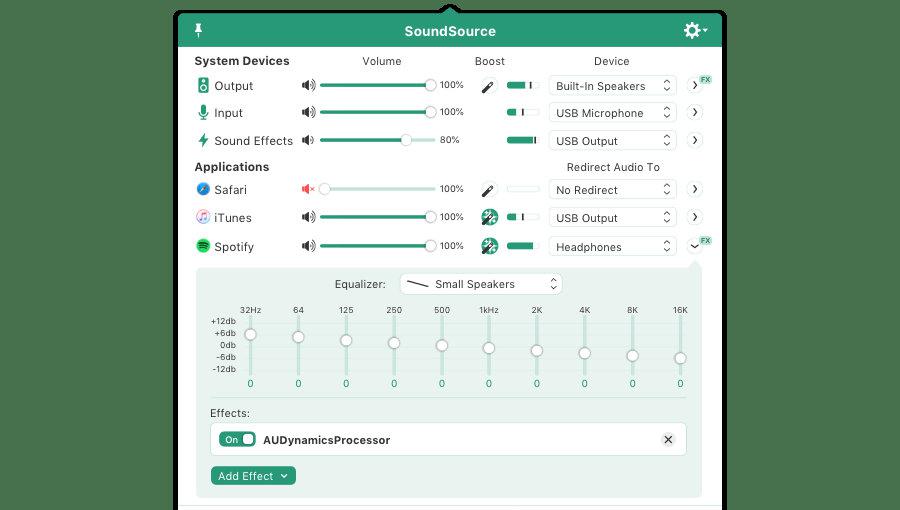 SoundSource
System Devices Volume Boost Device
Output 100% Built-In Speakers FX
Input 100% USB Microphone
Sound Effects 80% USB Output
Applications Redirect Audio To
Safari 100% No Redirect
iTunes 100% USB Output
Spotify 100% Headphones FX
Equalizer: Small Speakers
32Hz 64 125 250 500 1kHz 2K 4K 8K 16K
+12db
+6db
0db
-6db
-12db
0 0 0 0 0 0 0 0 0 0
Effects:
On AUDynamicsProcessor
Add Effect